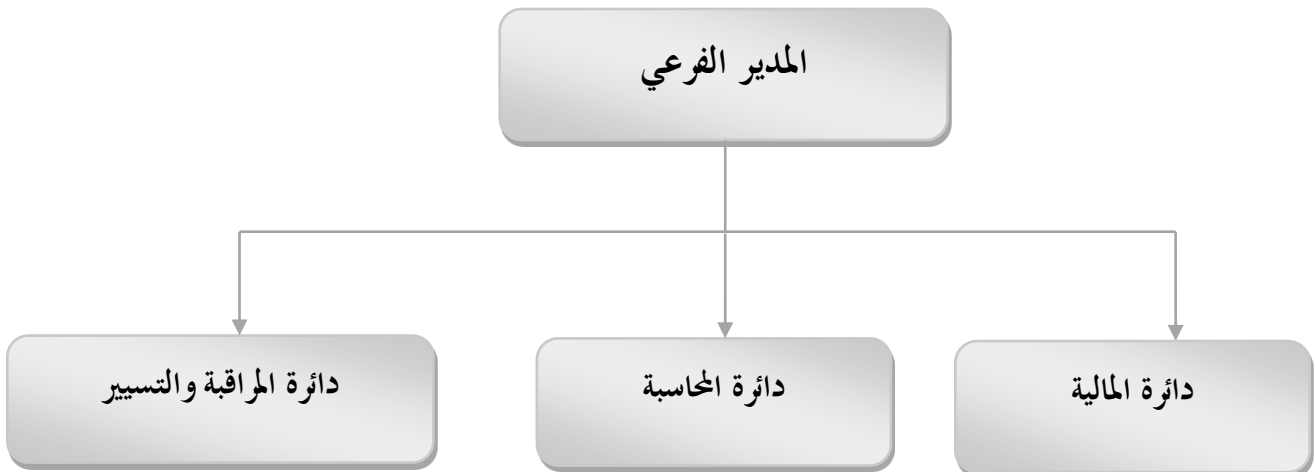 المدير الفرعي
دائرة المالية
دائرة المحاسبة
دائرة المراقبة والتسيير